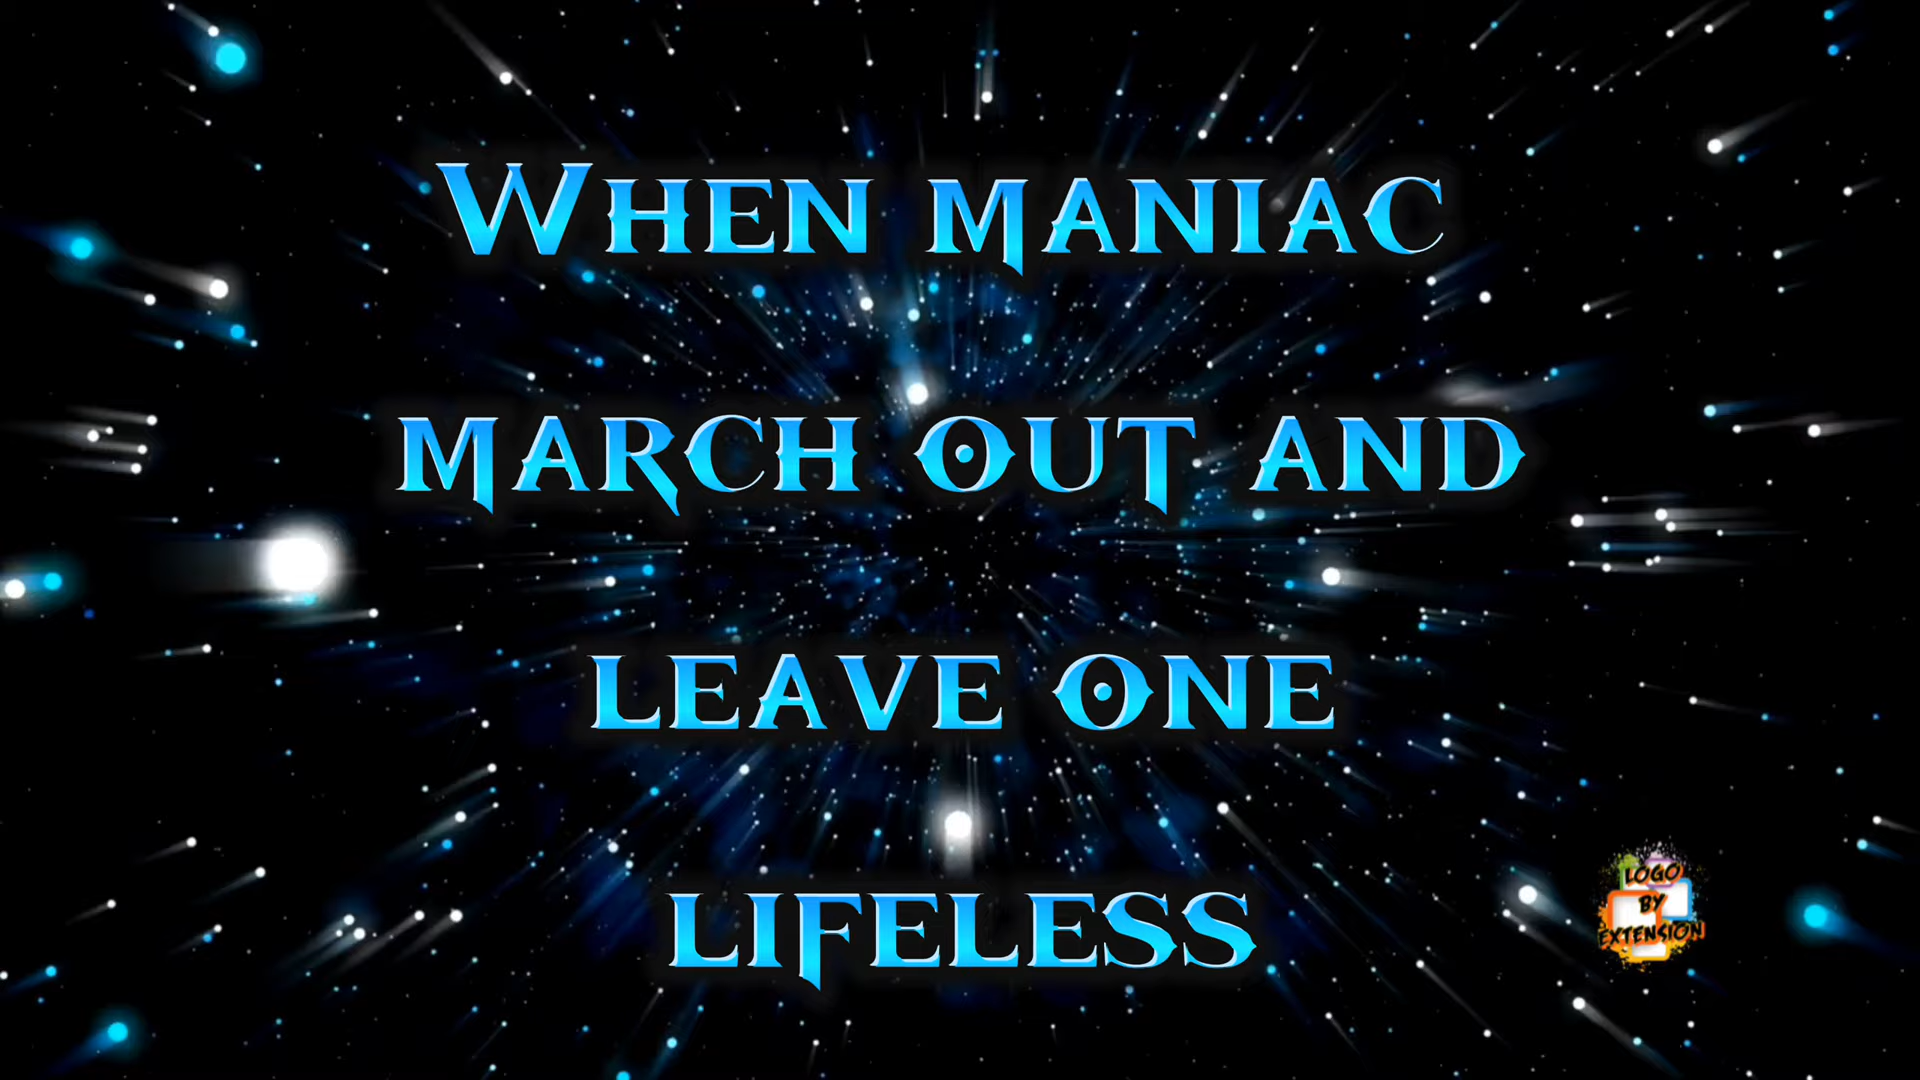 When maniac
march out and
leave one
lifeless
LOGO
BY
EXTENSION